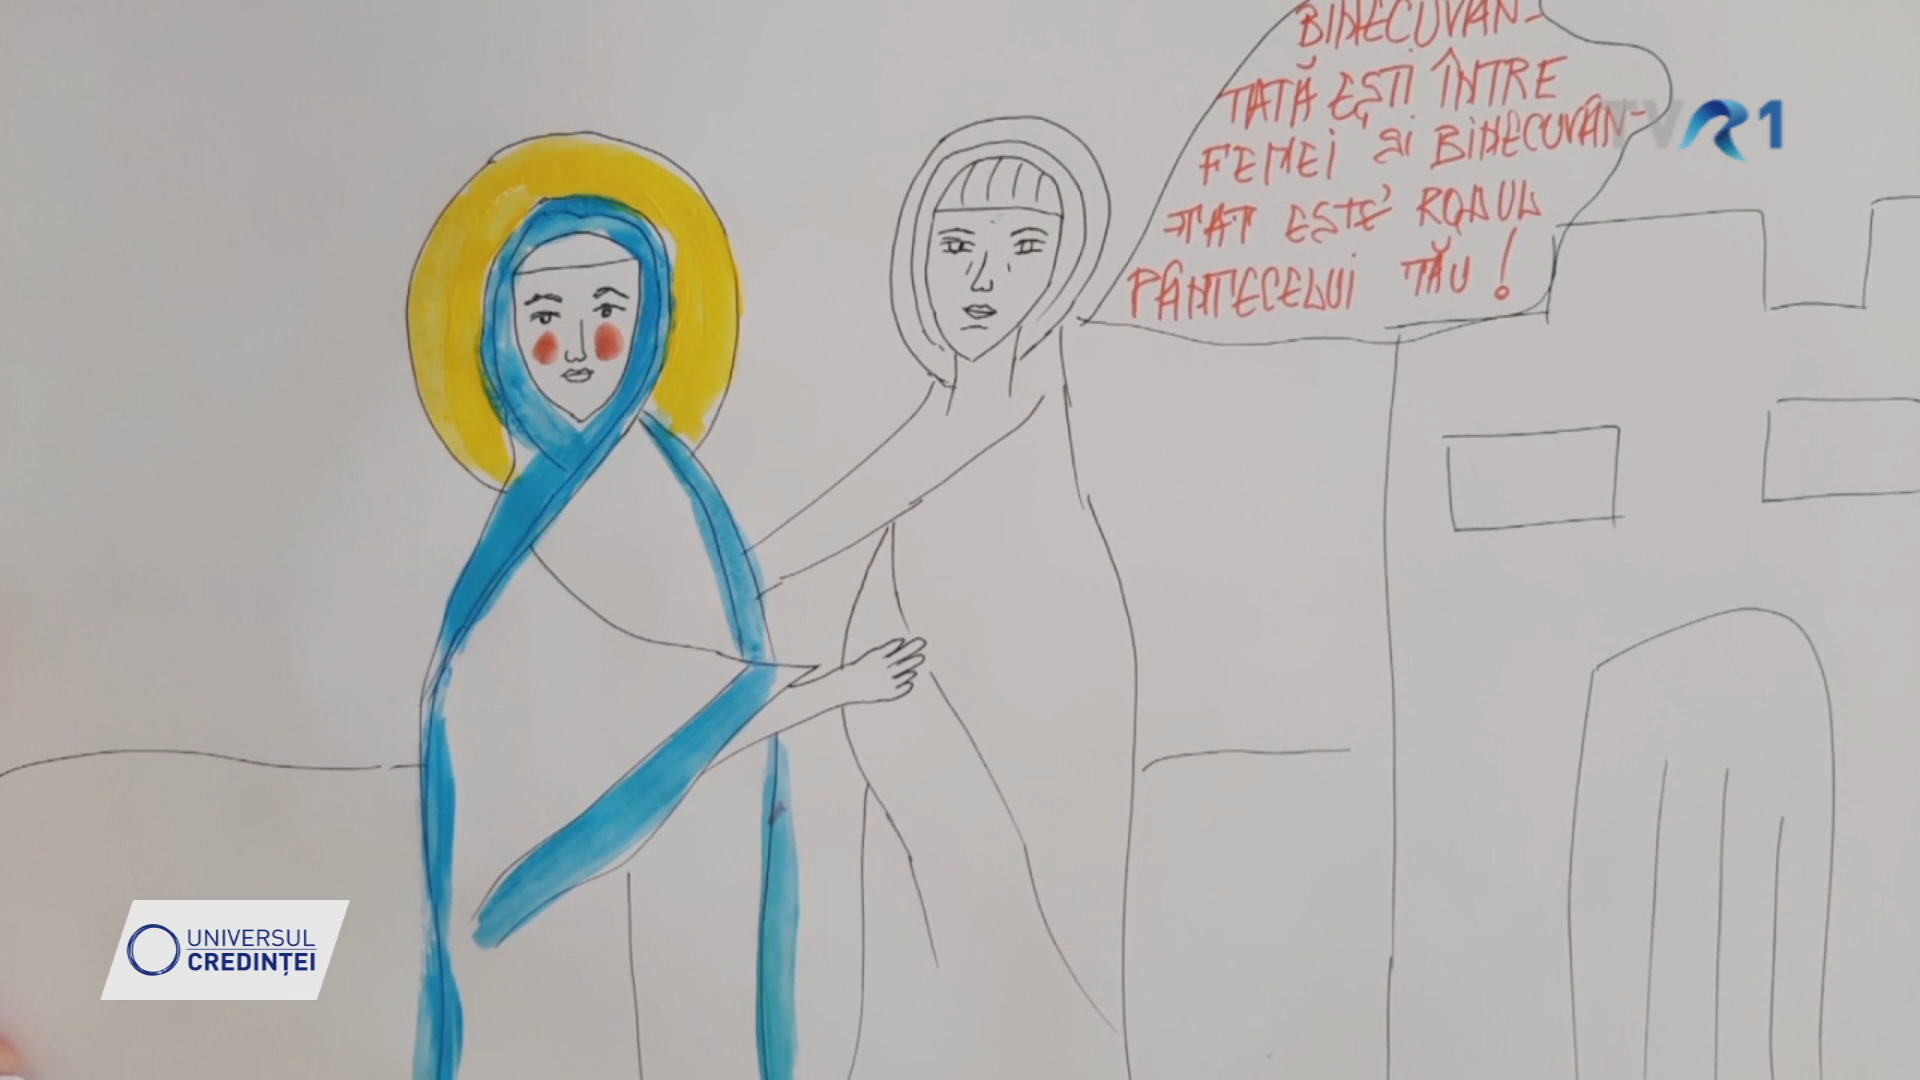 BINECUVÂN-
TATĂ EȘTI ÎNTRE
FEMEI și BINECUVÂN-
TAT ESTE RODUL
PÂNTECELUI TĂU!
TVR1
UNIVERSUL
CREDINȚEI